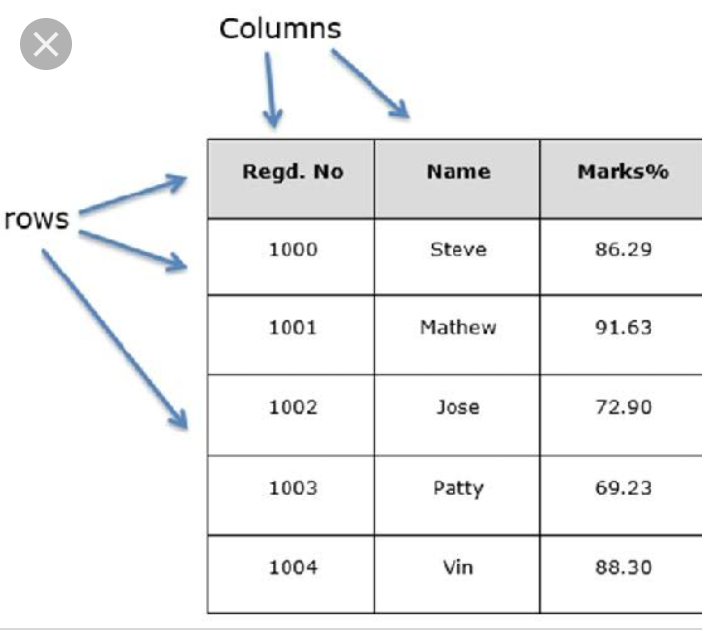 Columns
rows
Regd. No Name Marks%
1000 Steve 86.29
1001 Mathew 91.63
1002 Jose 72.90
1003 Patty 69.23
1004 Vin 88.30